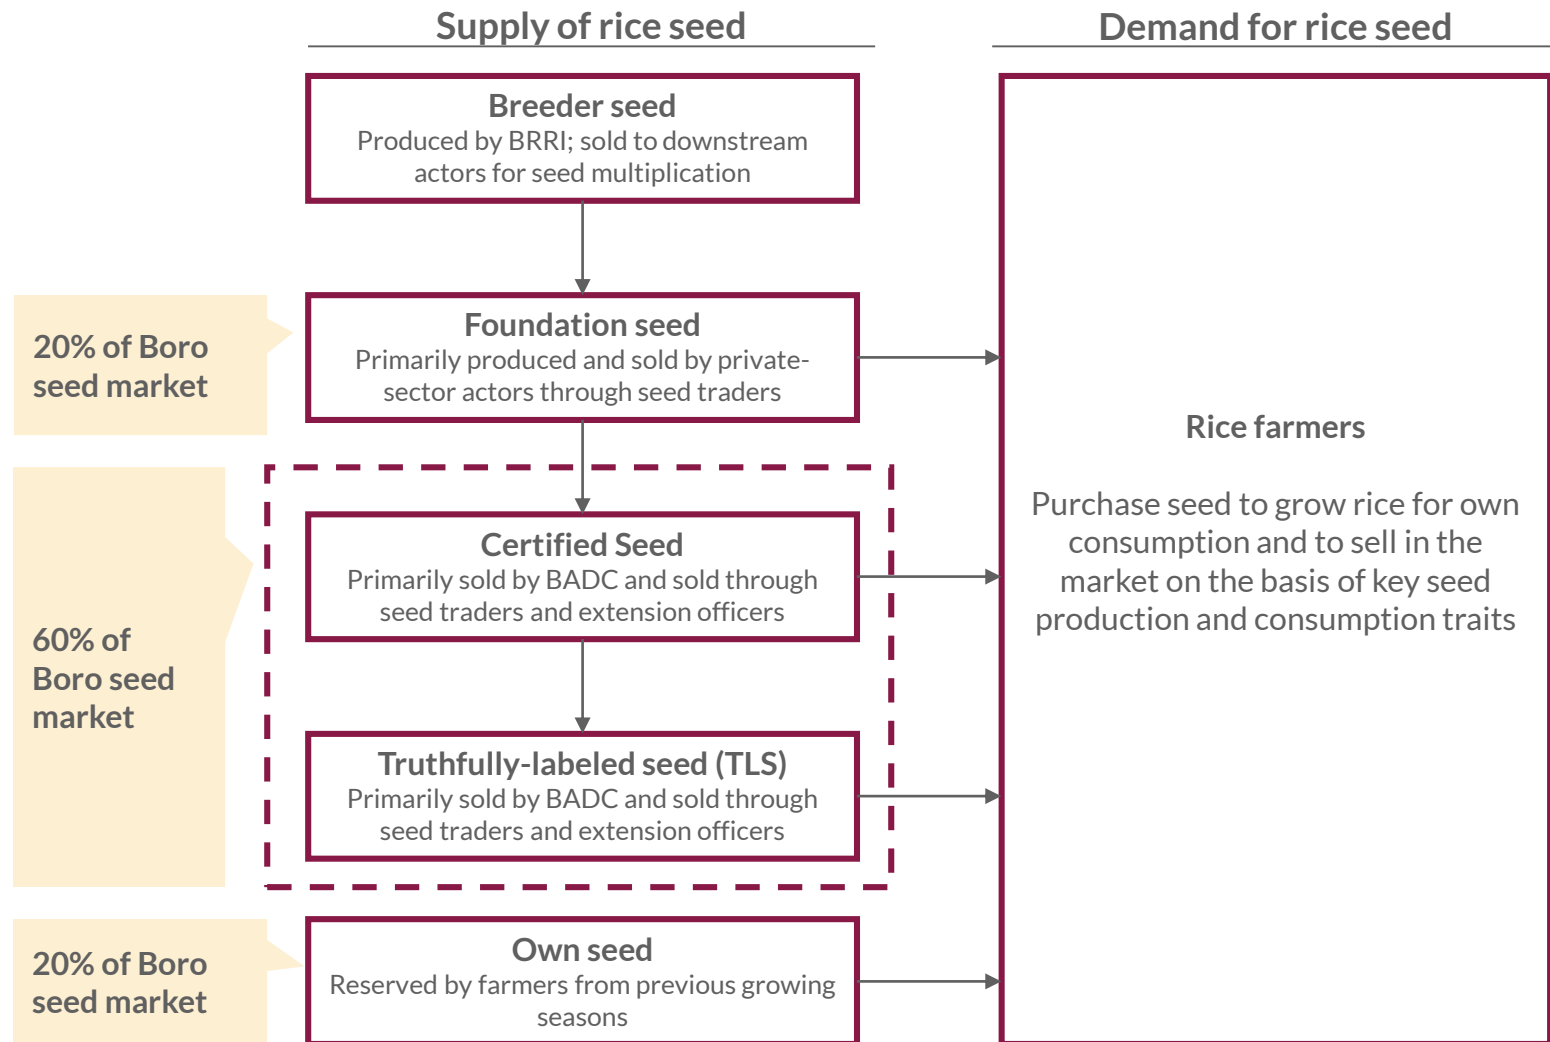 Supply of rice seed
Demand for rice seed
Breeder seed
Produced by BRRI; sold to downstream
actors for seed multiplication
20% of Boro
seed market
Foundation seed
Primarily produced and sold by private-
sector actors through seed traders
60% of
Boro seed
market
Certified Seed
Primarily sold by BADC and sold through
seed traders and extension officers
Truthfully-labeled seed (TLS)
Primarily sold by BADC and sold through
seed traders and extension officers
20% of Boro
seed market
Own seed
Reserved by farmers from previous growing
seasons
Rice farmers
Purchase seed to grow rice for own
consumption and to sell in the
market on the basis of key seed
production and consumption traits